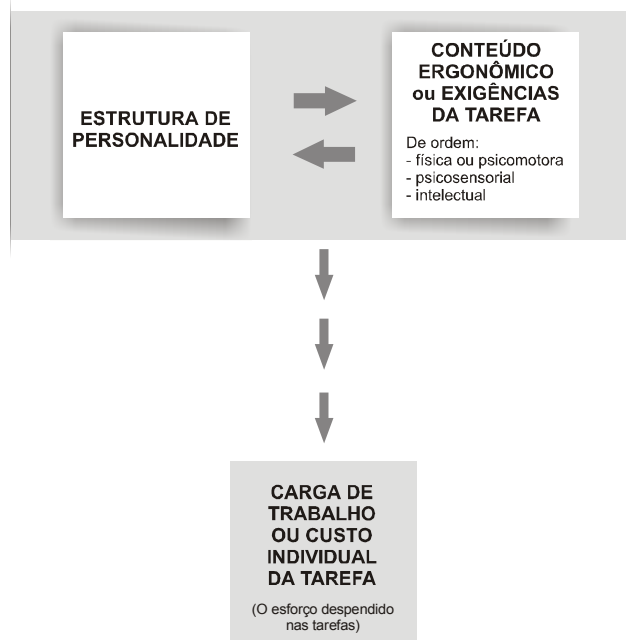 ESTRUTURA DE
PERSONALIDADE
CONTEÚDO
ERGONÔMICO
ou EXIGÊNCIAS
DA TAREFA
De ordem:
- física ou psicomotora
- psicosensorial
- intelectual
CARGA DE
TRABALHO
OU CUSTO
INDIVIDUAL
DA TAREFA
(O esforço despendido
nas tarefas)